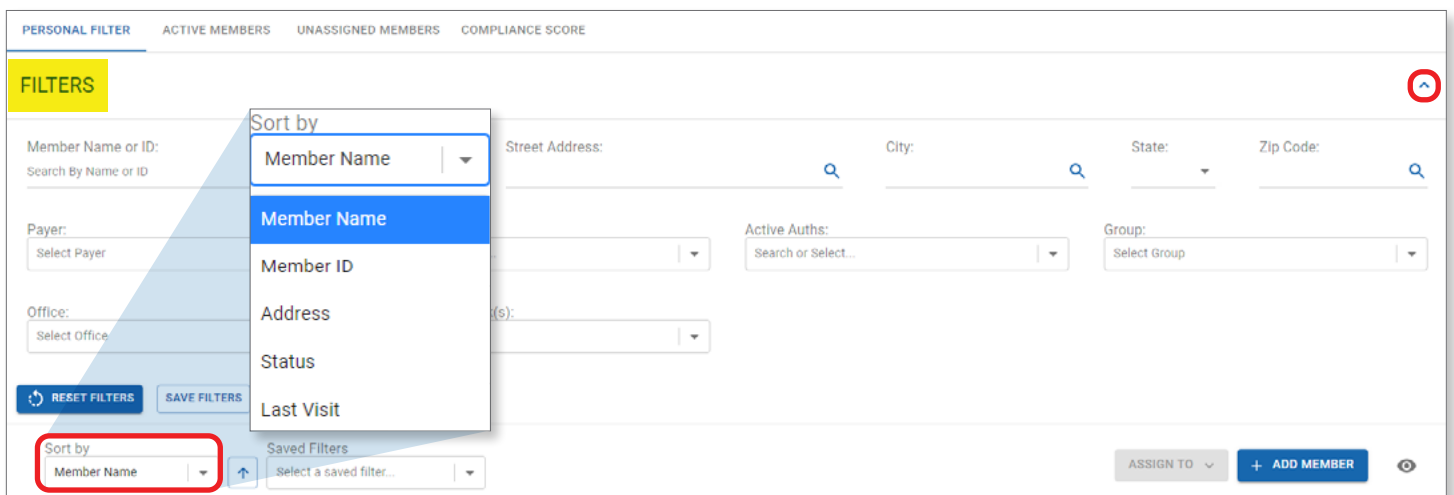 PERSONAL FILTER ACTIVE MEMBERS UNASSIGNED MEMBERS COMPLIANCE SCORE
FILTERS
Sort by
Member Name
Member Name
Member ID
Address
Status
Last Visit
Member Name or ID: Street Address: City: State: Zip Code:
Search By Name or ID
Payer: Active Auths: Group:
Select Payer Search or Select... Select Group
Office: (s):
Select Office
RESET FILTERS SAVE FILTERS
Sort by Saved Filters
Member Name Select a saved filter... ASSIGN TO + ADD MEMBER